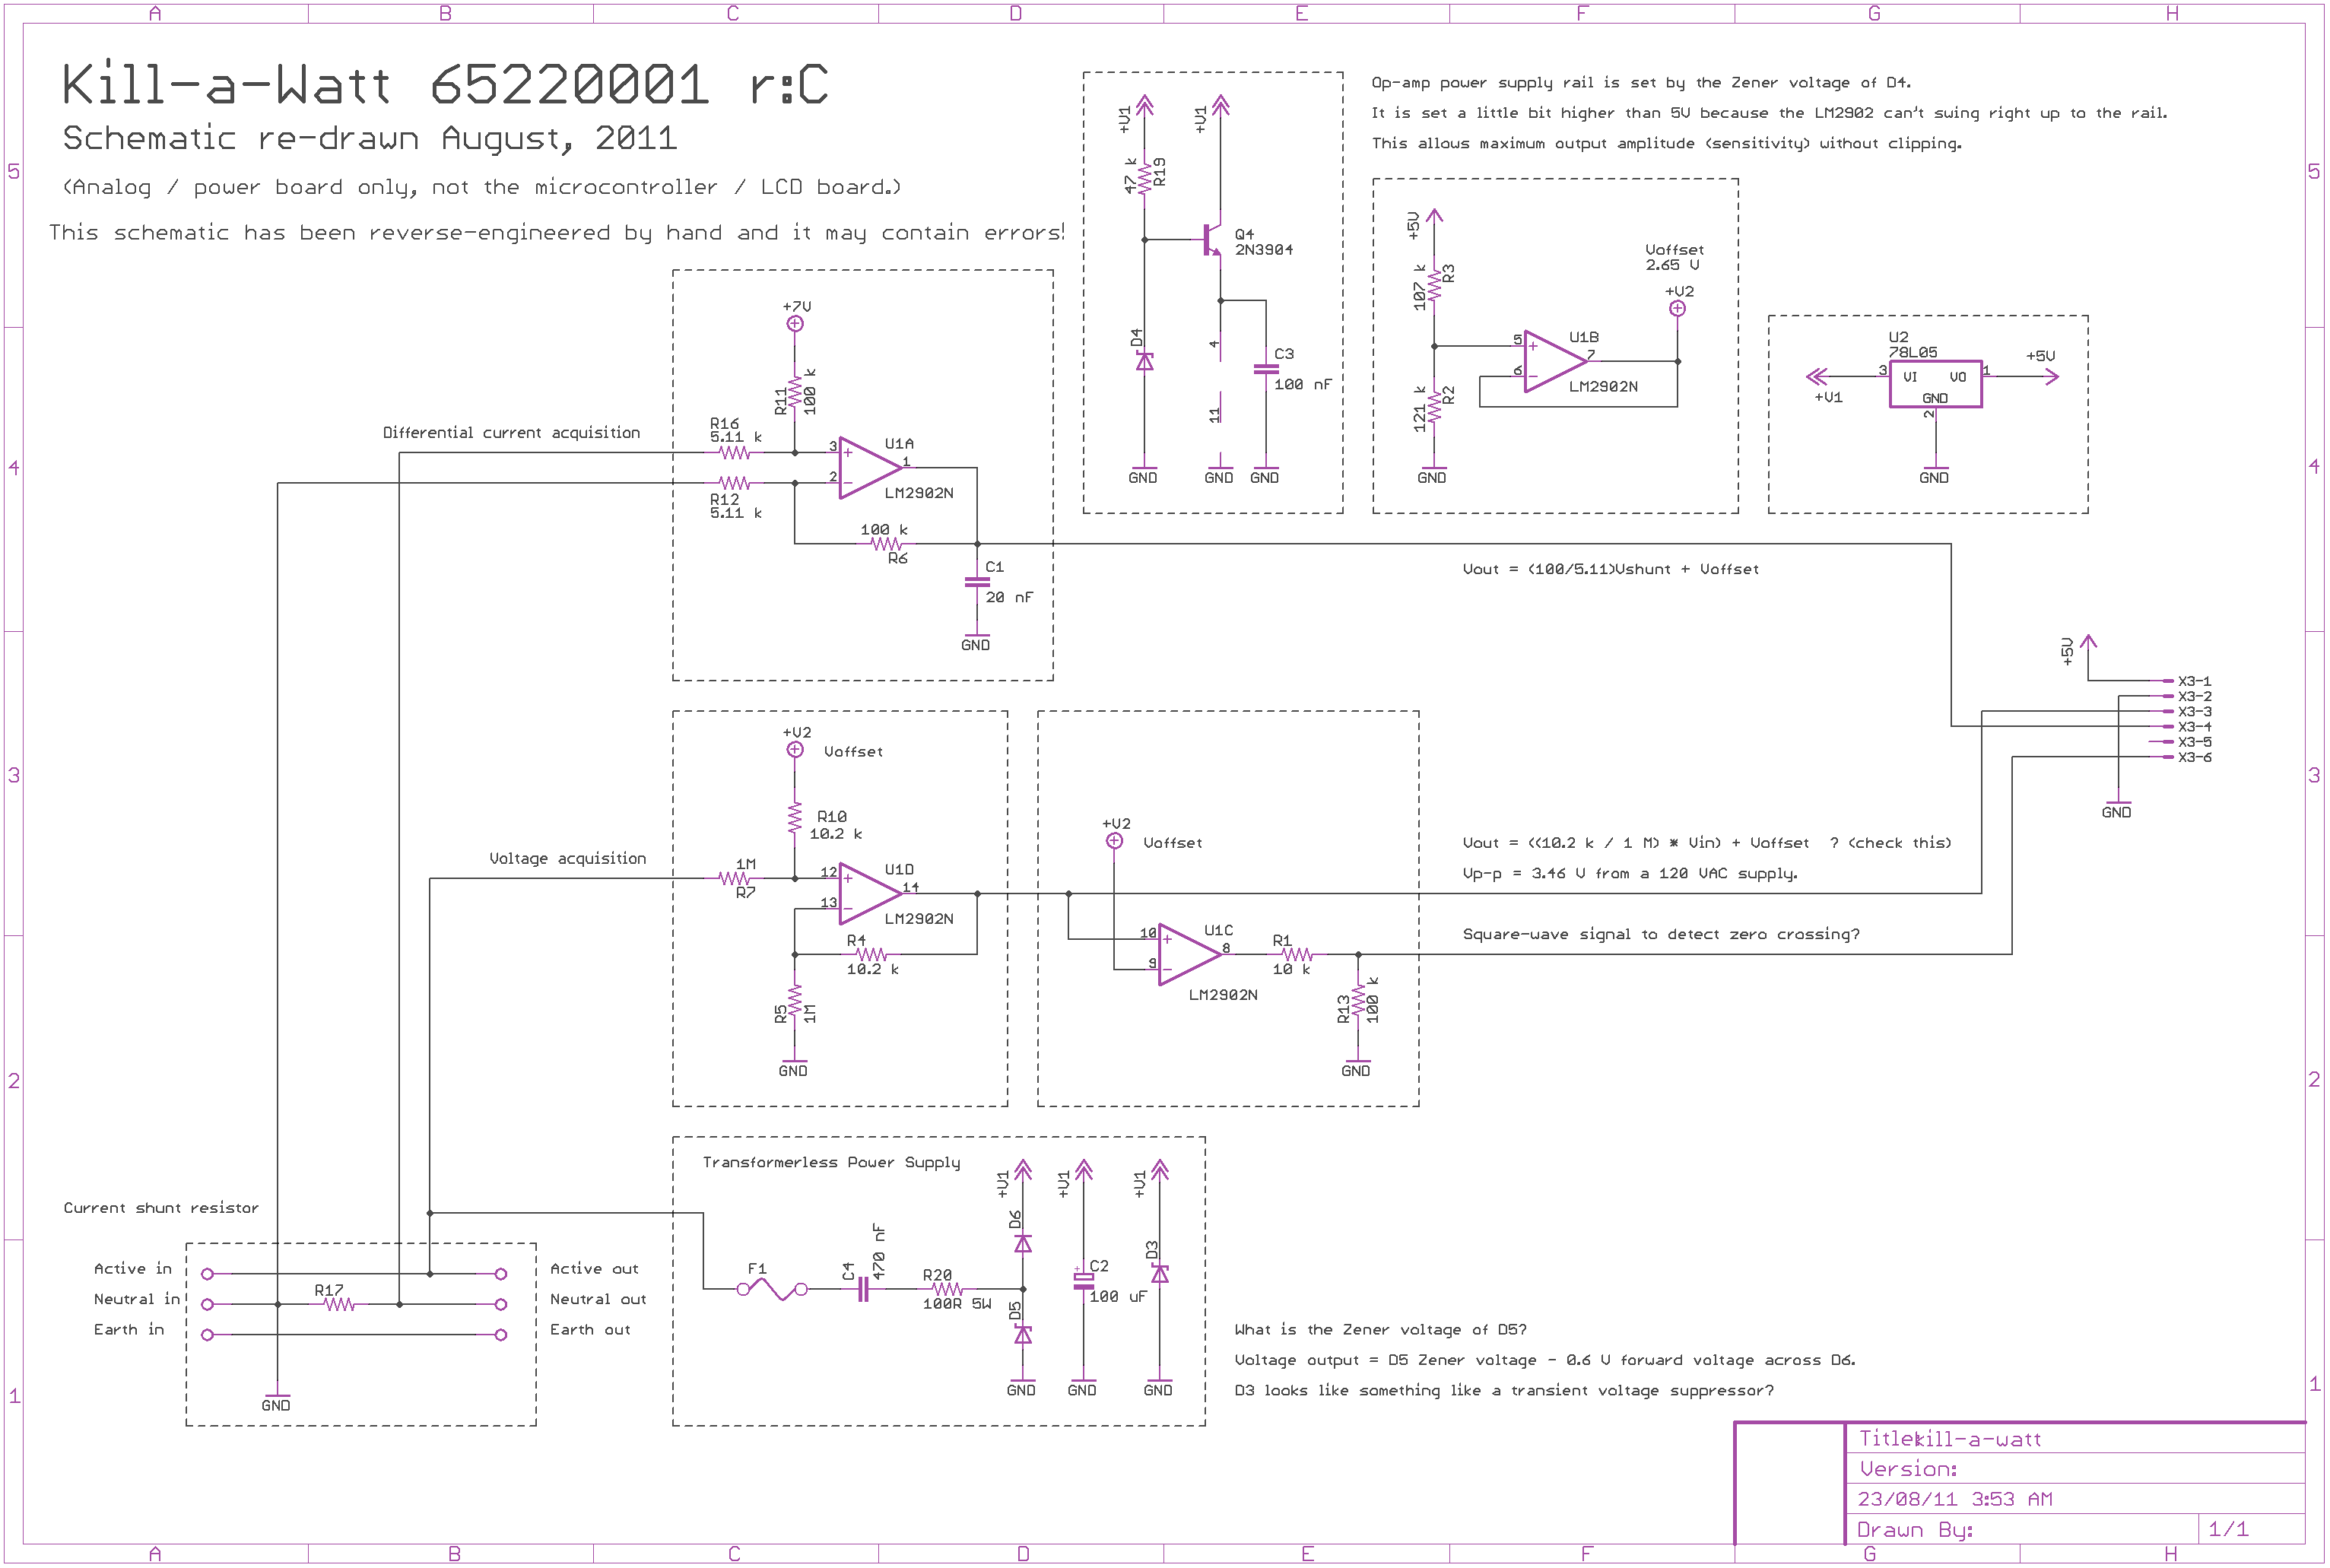 A B C D E F G H
Kill-a-Watt 65220001 r:C
Schematic re-drawn August, 2011
(Analog / power board only, not the microcontroller / LCD board.)
This schematic has been reverse-engineered by hand and it may contain errors!
Op-amp power supply rail is set by the Zener voltage of D4.
It is set a little bit higher than 5V because the LM2902 can't swing right up to the rail.
This allows maximum output amplitude (sensitivity) without clipping.
5
5
+V1
+V1
47 k
R19
Q4
2N3904
D4
4
11
C3
100 nF
GND
GND
GND
+5V
107 k
R3
121 k
R2
GND
5
6
7
U1B
LM2902N
Voffset
2.65 V
+V2
U2
78L05
3
VI
VO
1
GND
2
+V1
+5V
GND
4
4
+7V
R11
100 k
Differential current acquisition
R16
5.11 k
R12
5.11 k
3
2
U1A
1
LM2902N
100 k
R6
C1
20 nF
GND
Vout = (100/5.11)Vshunt + Voffset
+5V
X3-1
X3-2
X3-3
X3-4
X3-5
X3-6
GND
3
3
+V2
Voffset
R10
10.2 k
Voltage acquisition
1M
R7
12
13
U1D
14
LM2902N
R4
10.2 k
R5
1M
GND
+V2
Voffset
10
9
U1C
8
LM2902N
R1
10 k
R13
100 k
GND
Vout = ((10.2 k / 1 M) * Vin) + Voffset ? (check this)
Vp-p = 3.46 V from a 120 VAC supply.
Square-wave signal to detect zero crossing?
2
2
Transformerless Power Supply
+V1
+V1
+V1
F1
C4
470 nF
R20
100R 5W
D6
D5
C2
+
100 uF
D3
GND
GND
GND
Current shunt resistor
Active in
Neutral in
Earth in
R17
Active out
Neutral out
Earth out
GND
What is the Zener voltage of D5?
Voltage output = D5 Zener voltage - 0.6 V forward voltage across D6.
D3 looks like something like a transient voltage suppressor?
1
1
Title kill-a-watt
Version:
23/08/11 3:53 AM
Drawn By:
1/1
A B C D E F G H